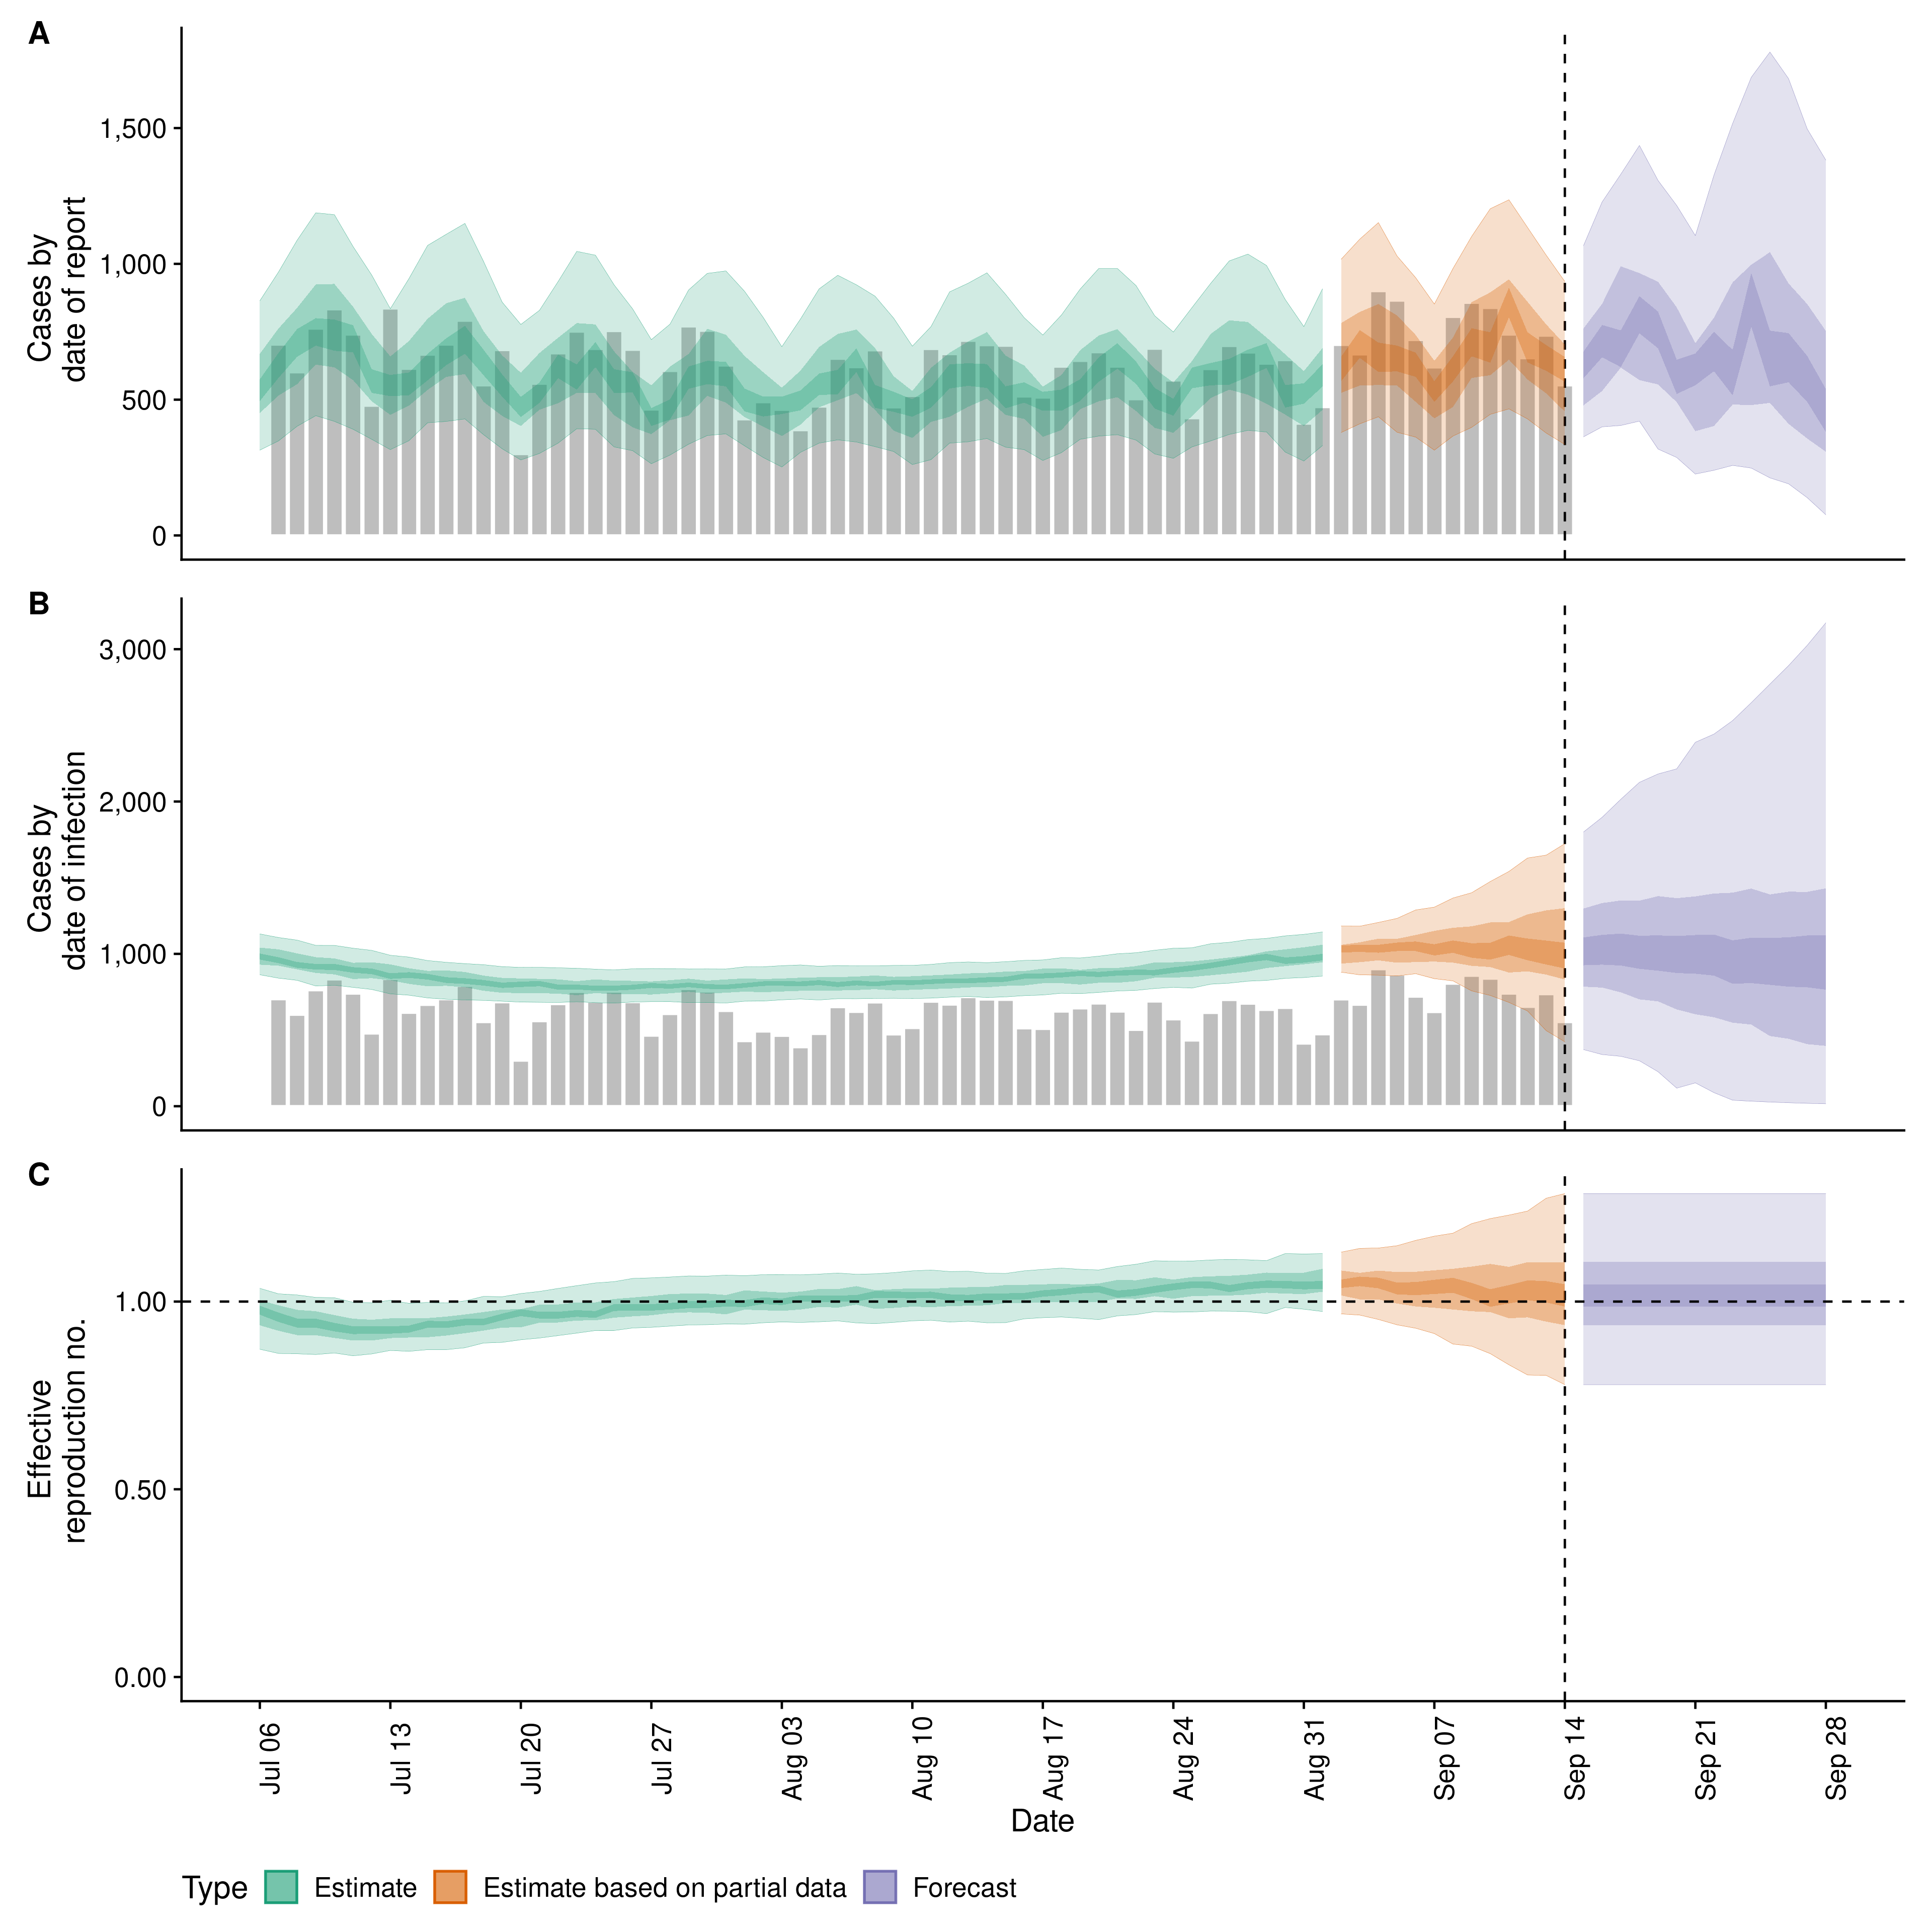 A
Cases by
date of report
1,500
1,000
500
0
B
Cases by
date of infection
3,000
2,000
1,000
0
C
Effective
reproduction no.
1.00
0.50
0.00
Jul 06
Jul 13
Jul 20
Jul 27
Aug 03
Aug 10
Aug 17
Aug 24
Aug 31
Sep 07
Sep 14
Sep 21
Sep 28
Date
Type
Estimate
Estimate based on partial data
Forecast